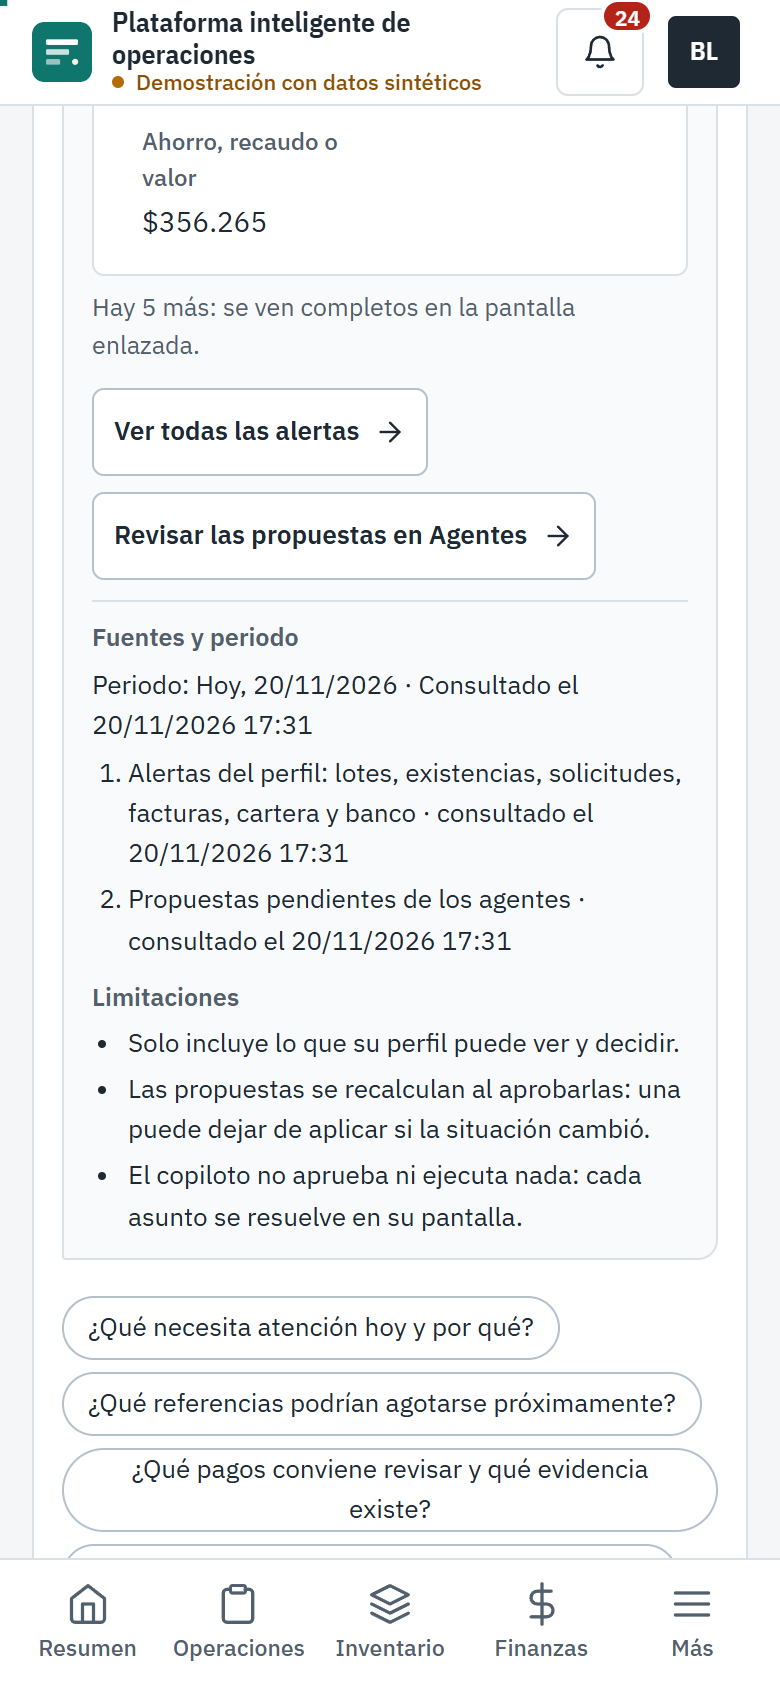 Plataforma inteligente de
operaciones
Demostración con datos sintéticos
24
BL
Ahorro, recaudo o
valor
$356.265
Hay 5 más: se ven completos en la pantalla
enlazada.
Ver todas las alertas →
Revisar las propuestas en Agentes →
Fuentes y periodo
Periodo: Hoy, 20/11/2026 · Consultado el
20/11/2026 17:31
1. Alertas del perfil: lotes, existencias, solicitudes,
facturas, cartera y banco · consultado el
20/11/2026 17:31
2. Propuestas pendientes de los agentes ·
consultado el 20/11/2026 17:31
Limitaciones
• Solo incluye lo que su perfil puede ver y decidir.
• Las propuestas se recalculan al aprobarlas: una
puede dejar de aplicar si la situación cambió.
• El copiloto no aprueba ni ejecuta nada: cada
asunto se resuelve en su pantalla.
¿Qué necesita atención hoy y por qué?
¿Qué referencias podrían agotarse próximamente?
¿Qué pagos conviene revisar y qué evidencia
existe?
Resumen
Operaciones
Inventario
Finanzas
Más